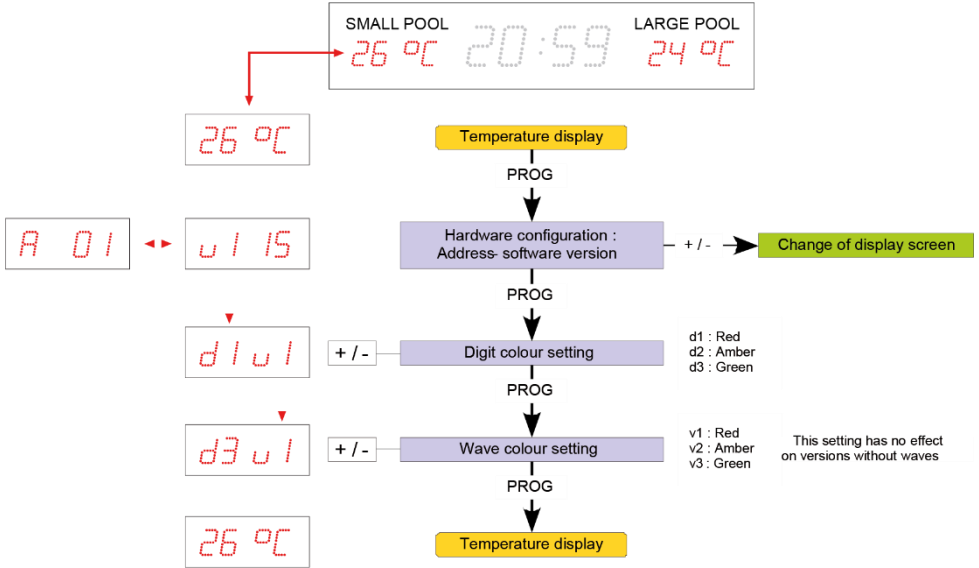 SMALL POOL
LARGE POOL
26 °C
20:59
24 °C
26 °C
Temperature display
PROG
A 01
u1 15
Hardware configuration :
Address- software version
+ / -
Change of display screen
PROG
d1 u1
+ / -
Digit colour setting
d1 : Red
d2 : Amber
d3 : Green
PROG
d3 u1
+ / -
Wave colour setting
v1 : Red
v2 : Amber
v3 : Green
This setting has no effect
on versions without waves
PROG
26 °C
Temperature display